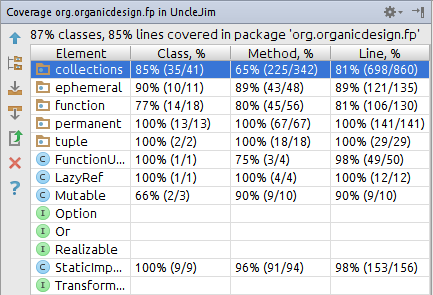 Coverage org.organicdesign.fp in UncleJim
87% classes, 85% lines covered in package 'org.organicdesign.fp'
Element Class, % Method, % Line, %
collections 85% (35/41) 65% (225/342) 81% (698/860)
ephemeral 90% (10/11) 89% (43/48) 89% (121/135)
function 77% (14/18) 80% (45/56) 81% (106/130)
permanent 100% (13/13) 100% (67/67) 100% (141/141)
tuple 100% (2/2) 100% (18/18) 100% (29/29)
FunctionU... 100% (1/1) 75% (3/4) 98% (49/50)
LazyRef 100% (1/1) 100% (4/4) 100% (12/12)
Mutable 66% (2/3) 90% (9/10) 90% (9/10)
Option
Or
Realizable
StaticImp... 100% (9/9) 96% (91/94) 98% (153/156)
Transform...